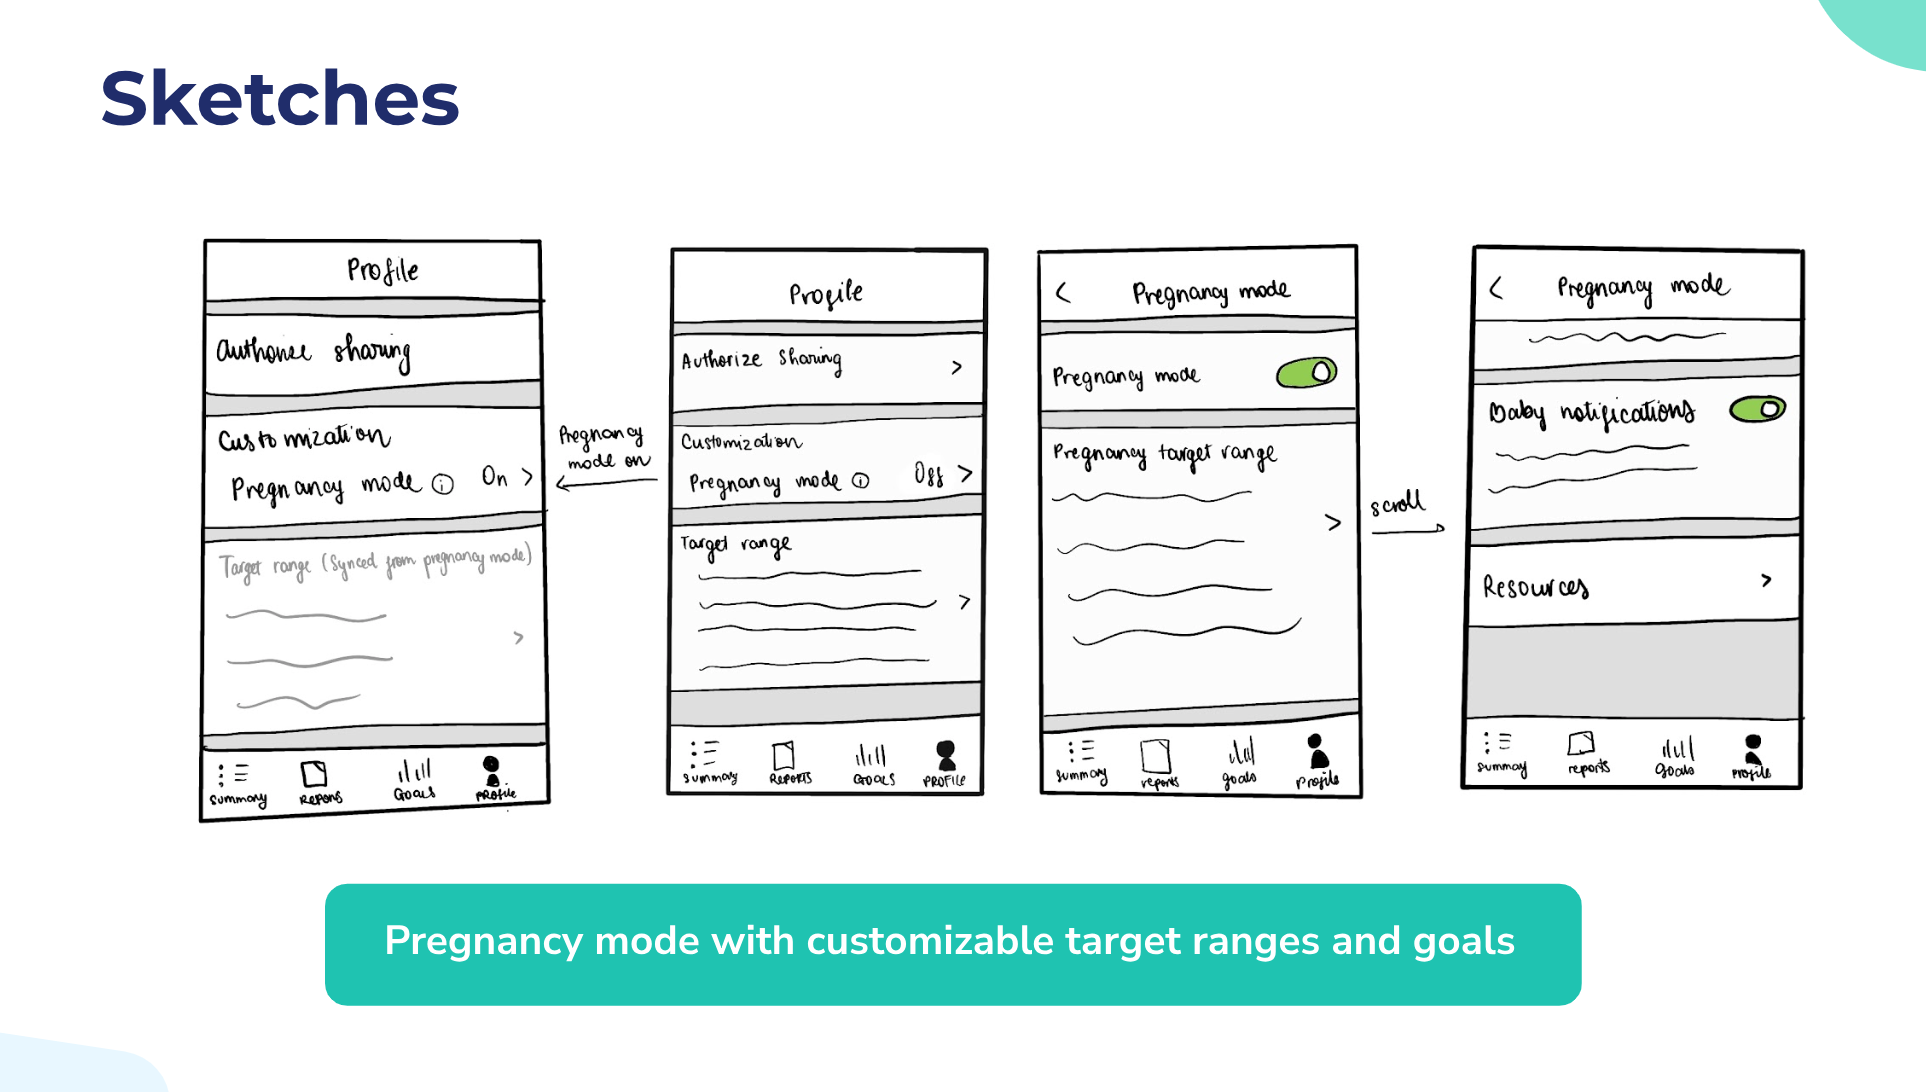 Sketches
Profile
Authorise sharing
Customization
Pregnancy mode i On >
Target range (Synced from pregnancy mode)
>
Summary Reports Goals Profile
Pregnancy
mode on
Profile
Authorize Sharing >
Customization
Pregnancy mode i Off >
Target range
>
Summary Reports Goals Profile
< Pregnancy mode
Pregnancy mode
Pregnancy target range
>
Summary reports goals Profile
scroll
< Pregnancy mode
Baby notifications
Resources >
Summary reports goals Profile
Pregnancy mode with customizable target ranges and goals